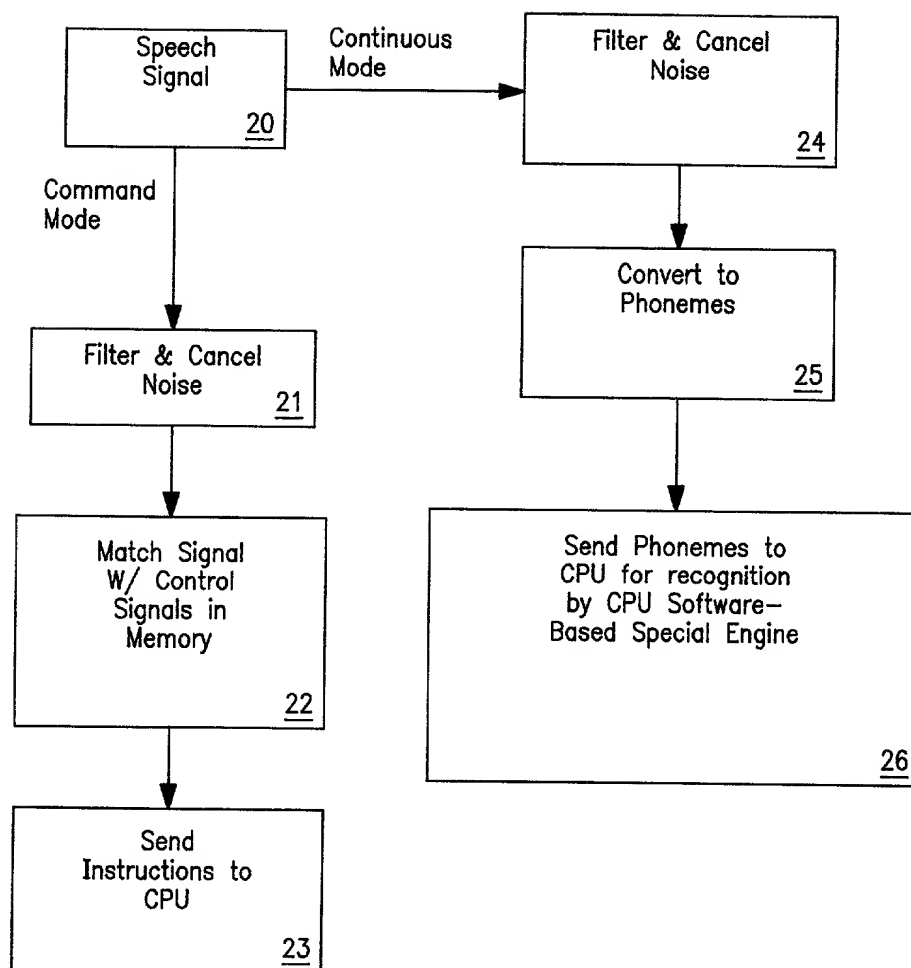 Speech
Signal
20
Continuous
Mode
Filter & Cancel
Noise
24
Command
Mode
Convert to
Phonemes
25
Filter & Cancel
Noise
21
Match Signal
W/ Control
Signals in
Memory
22
Send Phonemes to
CPU for recognition
by CPU Software-
Based Special Engine
26
Send
Instructions to
CPU
23